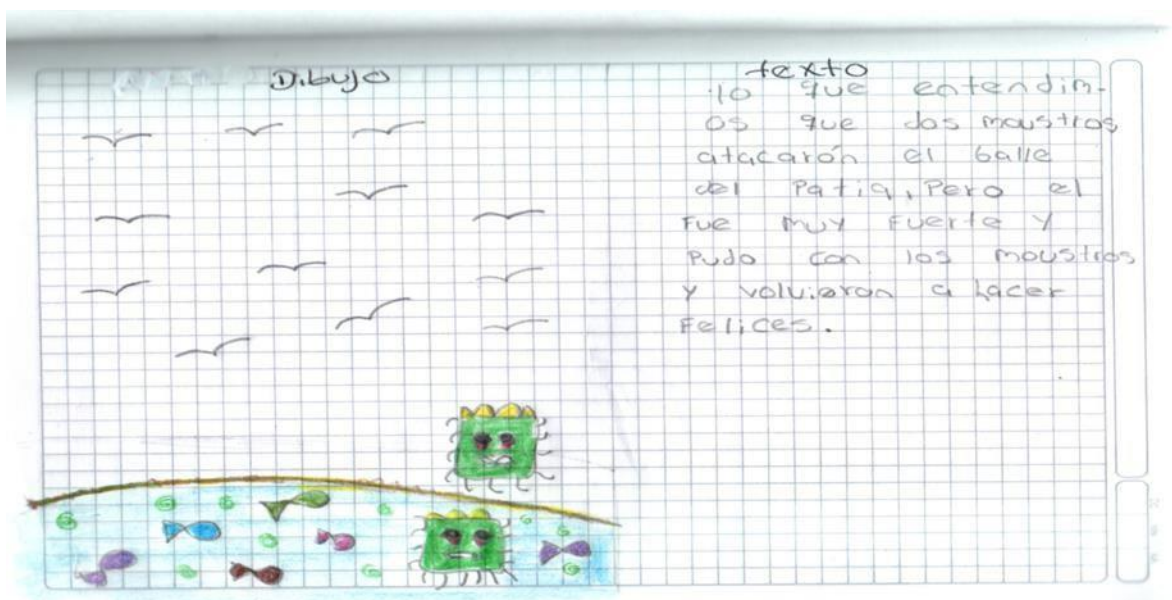 Dibujo
texto
lo que entendim-
os que dos moustros
atacarón el balle
del Patia, Pero el
Fue muy Fuerte y
Pudo con los moustros
y volvieron a hacer
Felices.